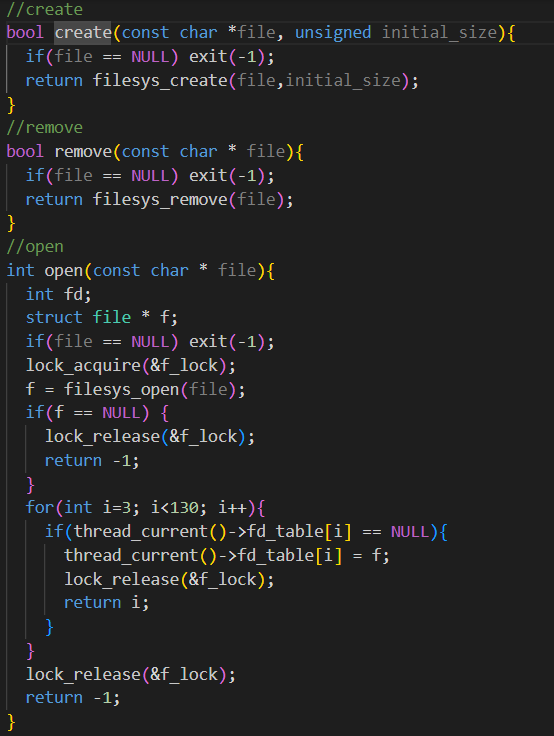 //create
bool create(const char *file, unsigned initial_size){
  if(file == NULL) exit(-1);
  return filesys_create(file,initial_size);
}
//remove
bool remove(const char * file){
  if(file == NULL) exit(-1);
  return filesys_remove(file);
}
//open
int open(const char * file){
  int fd;
  struct file * f;
  if(file == NULL) exit(-1);
  lock_acquire(&f_lock);
  f = filesys_open(file);
  if(f == NULL) {
    lock_release(&f_lock);
    return -1;
  }
  for(int i=3; i<130; i++){
    if(thread_current()->fd_table[i] == NULL){
      thread_current()->fd_table[i] = f;
      lock_release(&f_lock);
      return i;
    }
  }
  lock_release(&f_lock);
  return -1;
}